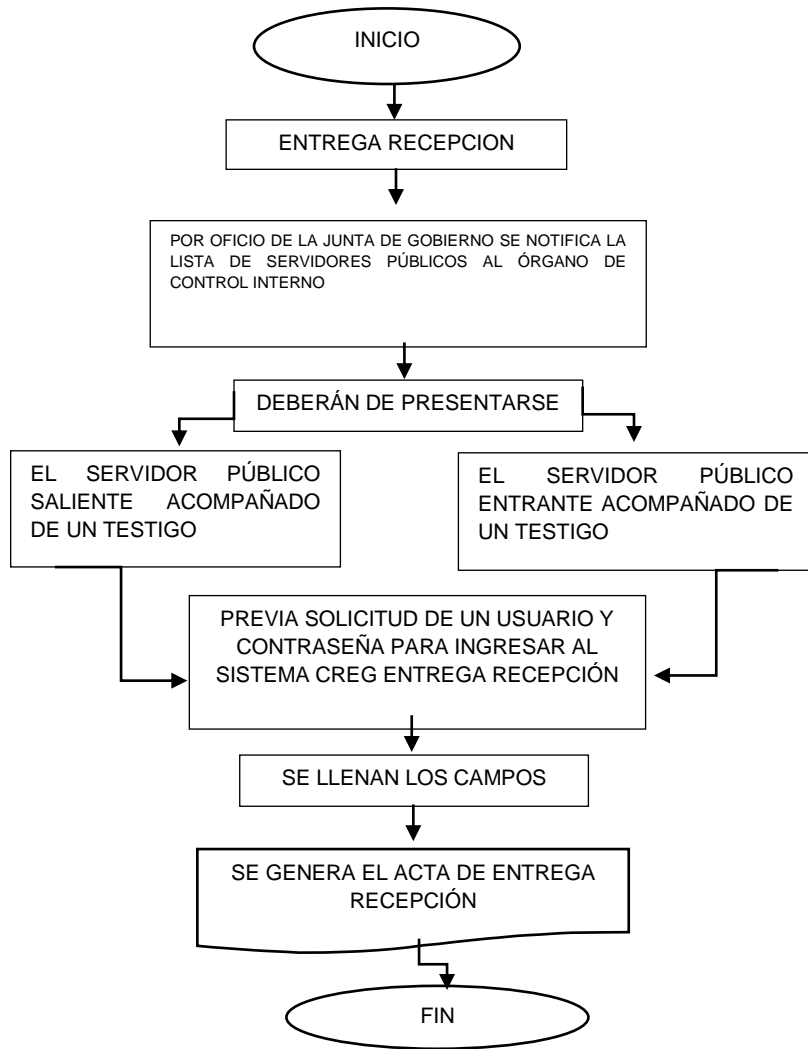 INICIO
ENTREGA RECEPCION
POR OFICIO DE LA JUNTA DE GOBIERNO SE NOTIFICA LA
LISTA DE SERVIDORES PÚBLICOS AL ÓRGANO DE
CONTROL INTERNO
DEBERÁN DE PRESENTARSE
EL SERVIDOR PÚBLICO
SALIENTE ACOMPAÑADO
DE UN TESTIGO
EL SERVIDOR PÚBLICO
ENTRANTE ACOMPAÑADO DE
UN TESTIGO
PREVIA SOLICITUD DE UN USUARIO Y
CONTRASEÑA PARA INGRESAR AL
SISTEMA CREG ENTREGA RECEPCIÓN
SE LLENAN LOS CAMPOS
SE GENERA EL ACTA DE ENTREGA
RECEPCIÓN
FIN